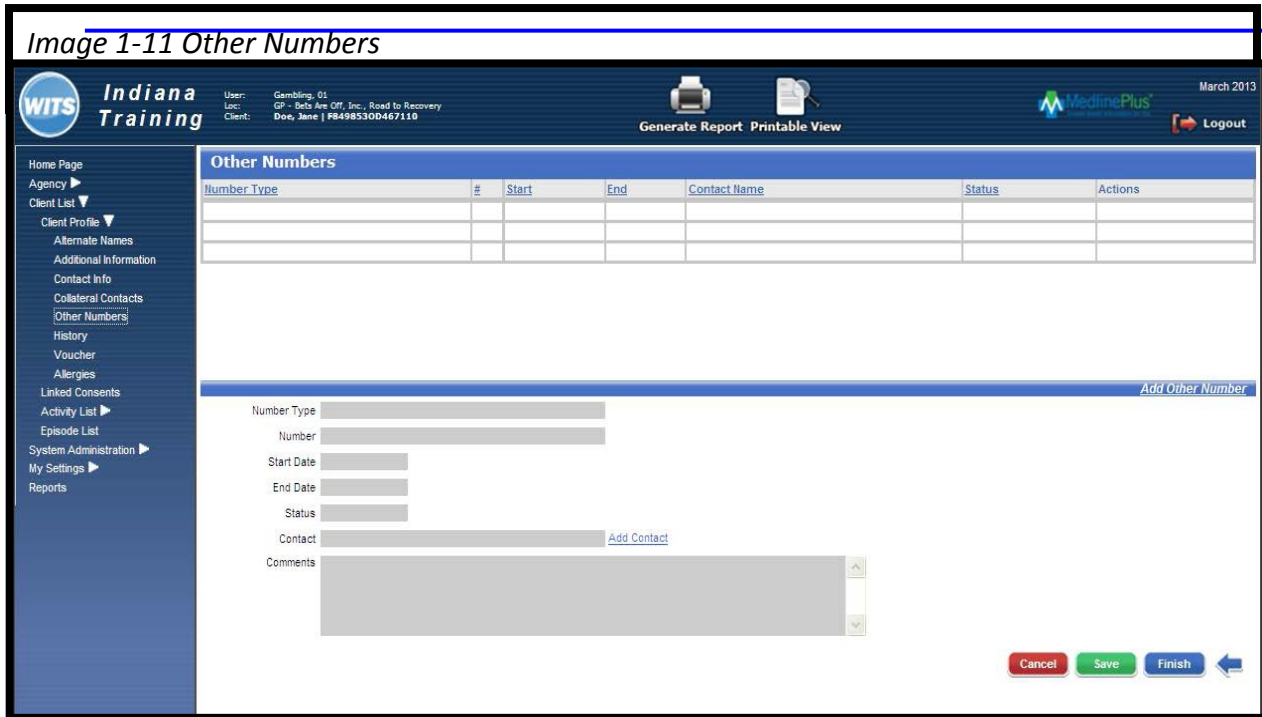 Image 1-11 Other Numbers
WITS
Indiana
Training
User: Gambling, 01
Loc: GP - Bets Are Off, Inc., Road to Recovery
Client: Doe, Jane | F8498530D467110
Generate Report Printable View
MedlinePlus
March 2013
Logout
Home Page
Agency
Client List
Client Profile
Alternate Names
Additional Information
Contact Info
Collateral Contacts
Other Numbers
History
Voucher
Allergies
Linked Consents
Activity List
Episode List
System Administration
My Settings
Reports
Other Numbers
Number Type # Start End Contact Name Status Actions
Add Other Number
Number Type
Number
Start Date
End Date
Status
Contact Add Contact
Comments
Cancel Save Finish